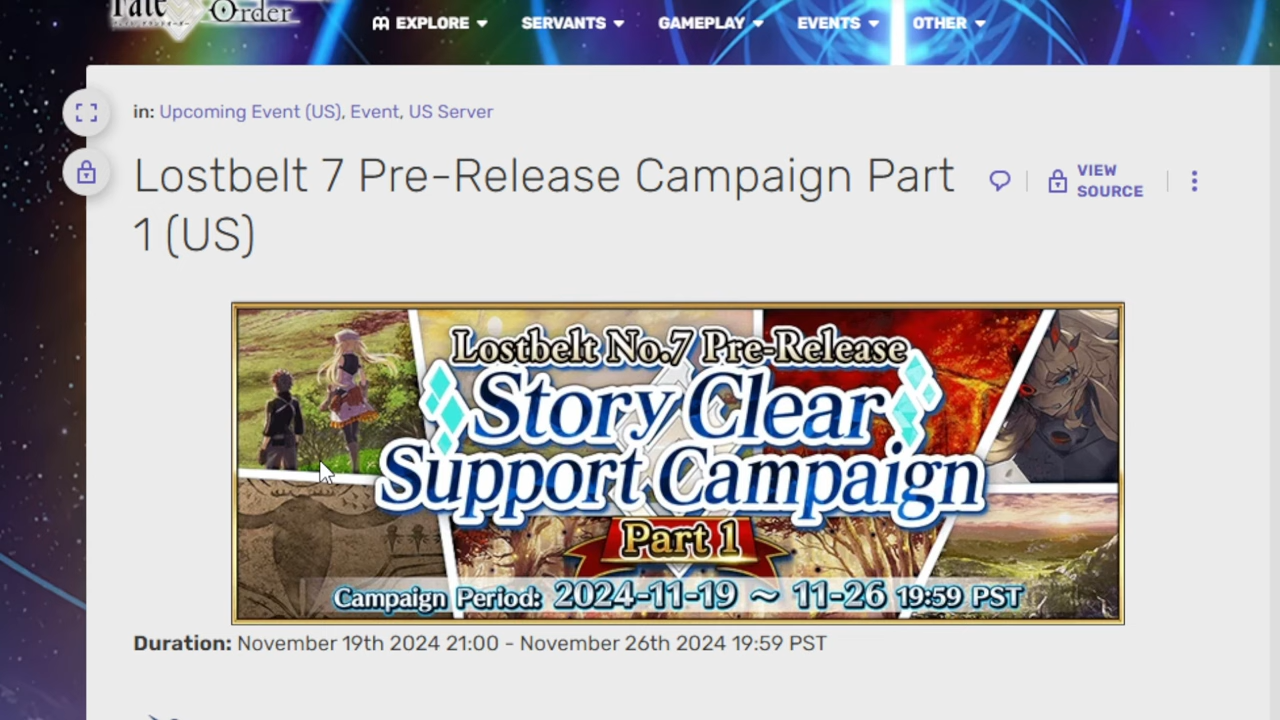 Fate
Order
EXPLORE SERVANTS GAMEPLAY EVENTS OTHER
in: Upcoming Event (US), Event, US Server
Lostbelt 7 Pre-Release Campaign Part
1 (US)
VIEW
SOURCE
Lostbelt No.7 Pre-Release
Story Clear
Support Campaign
Part 1
Campaign Period: 2024-11-19 ~ 11-26 19:59 PST
Duration: November 19th 2024 21:00 - November 26th 2024 19:59 PST